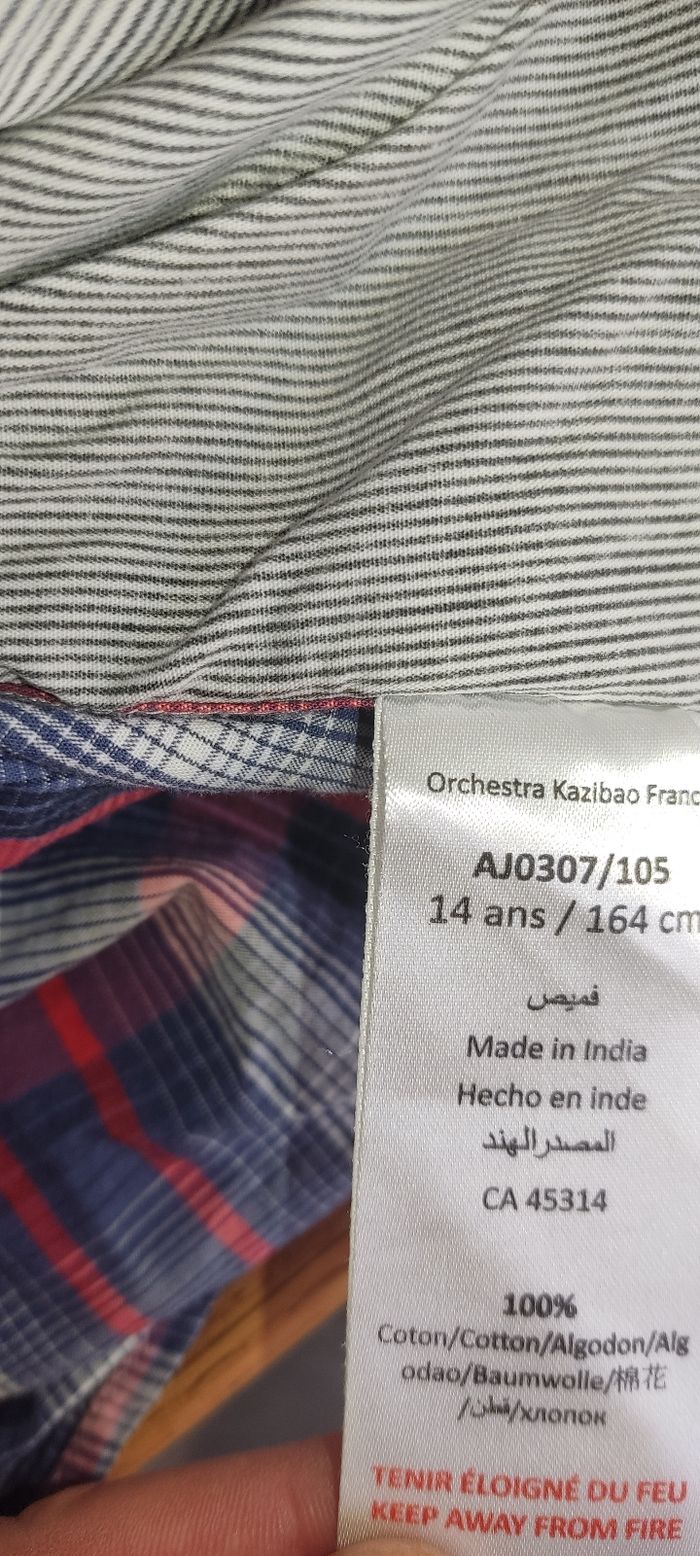 Orchestra Kazibao Franc
AJ0307/105
14 ans / 164 cm
قميص
Made in India
Hecho en inde
المصدر الهند
CA 45314
100%
Coton/Cotton/Algodon/Alg
odao/Baumwolle/棉花
/قطن/хлопок
TENIR ÉLOIGNÉ DU FEU
KEEP AWAY FROM FIRE